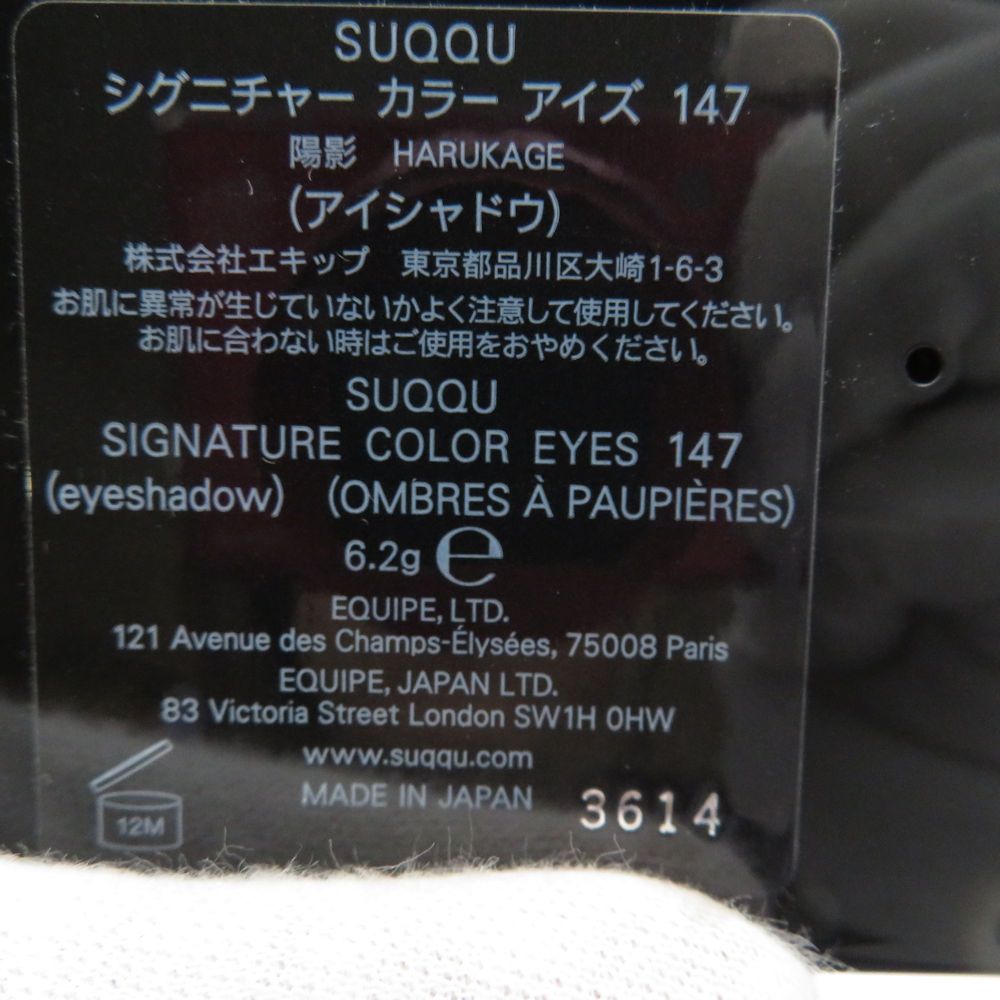 SUQQU
シグニチャー カラー アイズ 147
陽影 HARUKAGE
(アイシャドウ)
株式会社エキップ 東京都品川区大崎1-6-3
お肌に異常が生じていないかよく注意して使用してください。
お肌に合わない時はご使用をおやめください。
SUQQU
SIGNATURE COLOR EYES 147
(eyeshadow) (OMBRES À PAUPIÈRES)
6.2g ℮
EQUIPE, LTD.
121 Avenue des Champs-Élysées, 75008 Paris
EQUIPE, JAPAN LTD.
83 Victoria Street London SW1H 0HW
www.suqqu.com
MADE IN JAPAN 3614
12M